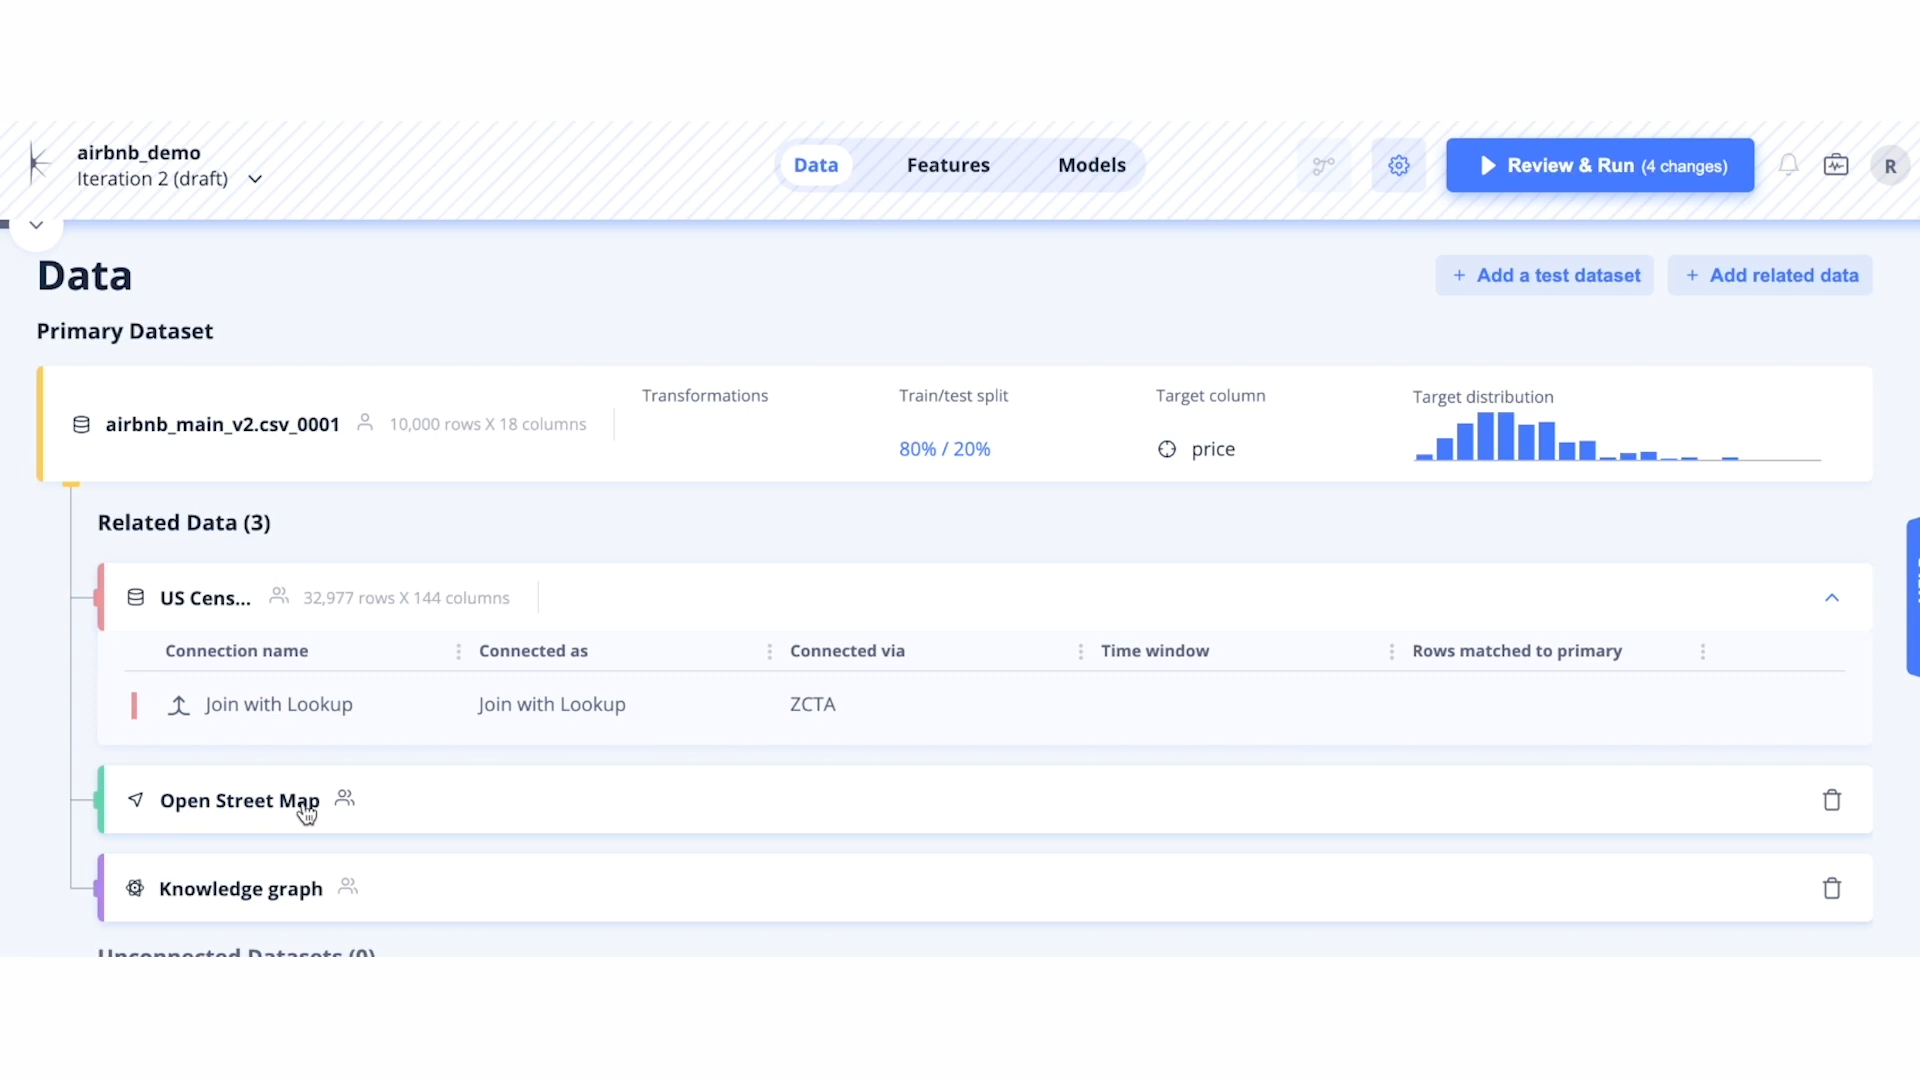 airbnb_demo
Iteration 2 (draft)
Data
Features
Models
Review & Run (4 changes)
R
Data
+ Add a test dataset
+ Add related data
Primary Dataset
airbnb_main_v2.csv_0001
10,000 rows X 18 columns
Transformations
Train/test split
80% / 20%
Target column
price
Target distribution
Related Data (3)
US Cens...
32,977 rows X 144 columns
Connection name
Connected as
Connected via
Time window
Rows matched to primary
Join with Lookup
Join with Lookup
ZCTA
Open Street Map
Knowledge graph
Unconnected Datasets (0)